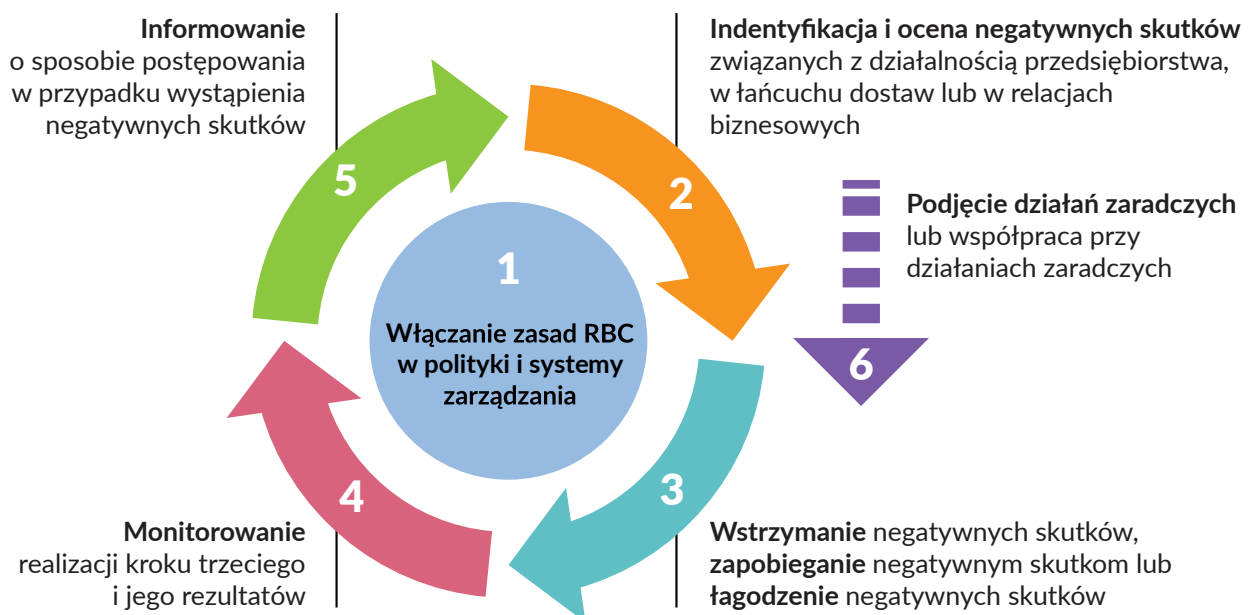 Informowanie
o sposobie postępowania
w przypadku wystąpienia
negatywnych skutków
5
Indentyfikacja i ocena negatywnych skutków
związanych z działalnością przedsiębiorstwa,
w łańcuchu dostaw lub w relacjach
biznesowych
2
Podjęcie działań zaradczych
lub współpraca przy
działaniach zaradczych
6
1
Włączanie zasad RBC
w polityki i systemy
zarządzania
4
Monitorowanie
realizacji kroku trzeciego
i jego rezultatów
3
Wstrzymanie negatywnych skutków,
zapobieganie negatywnym skutkom lub
łagodzenie negatywnych skutków